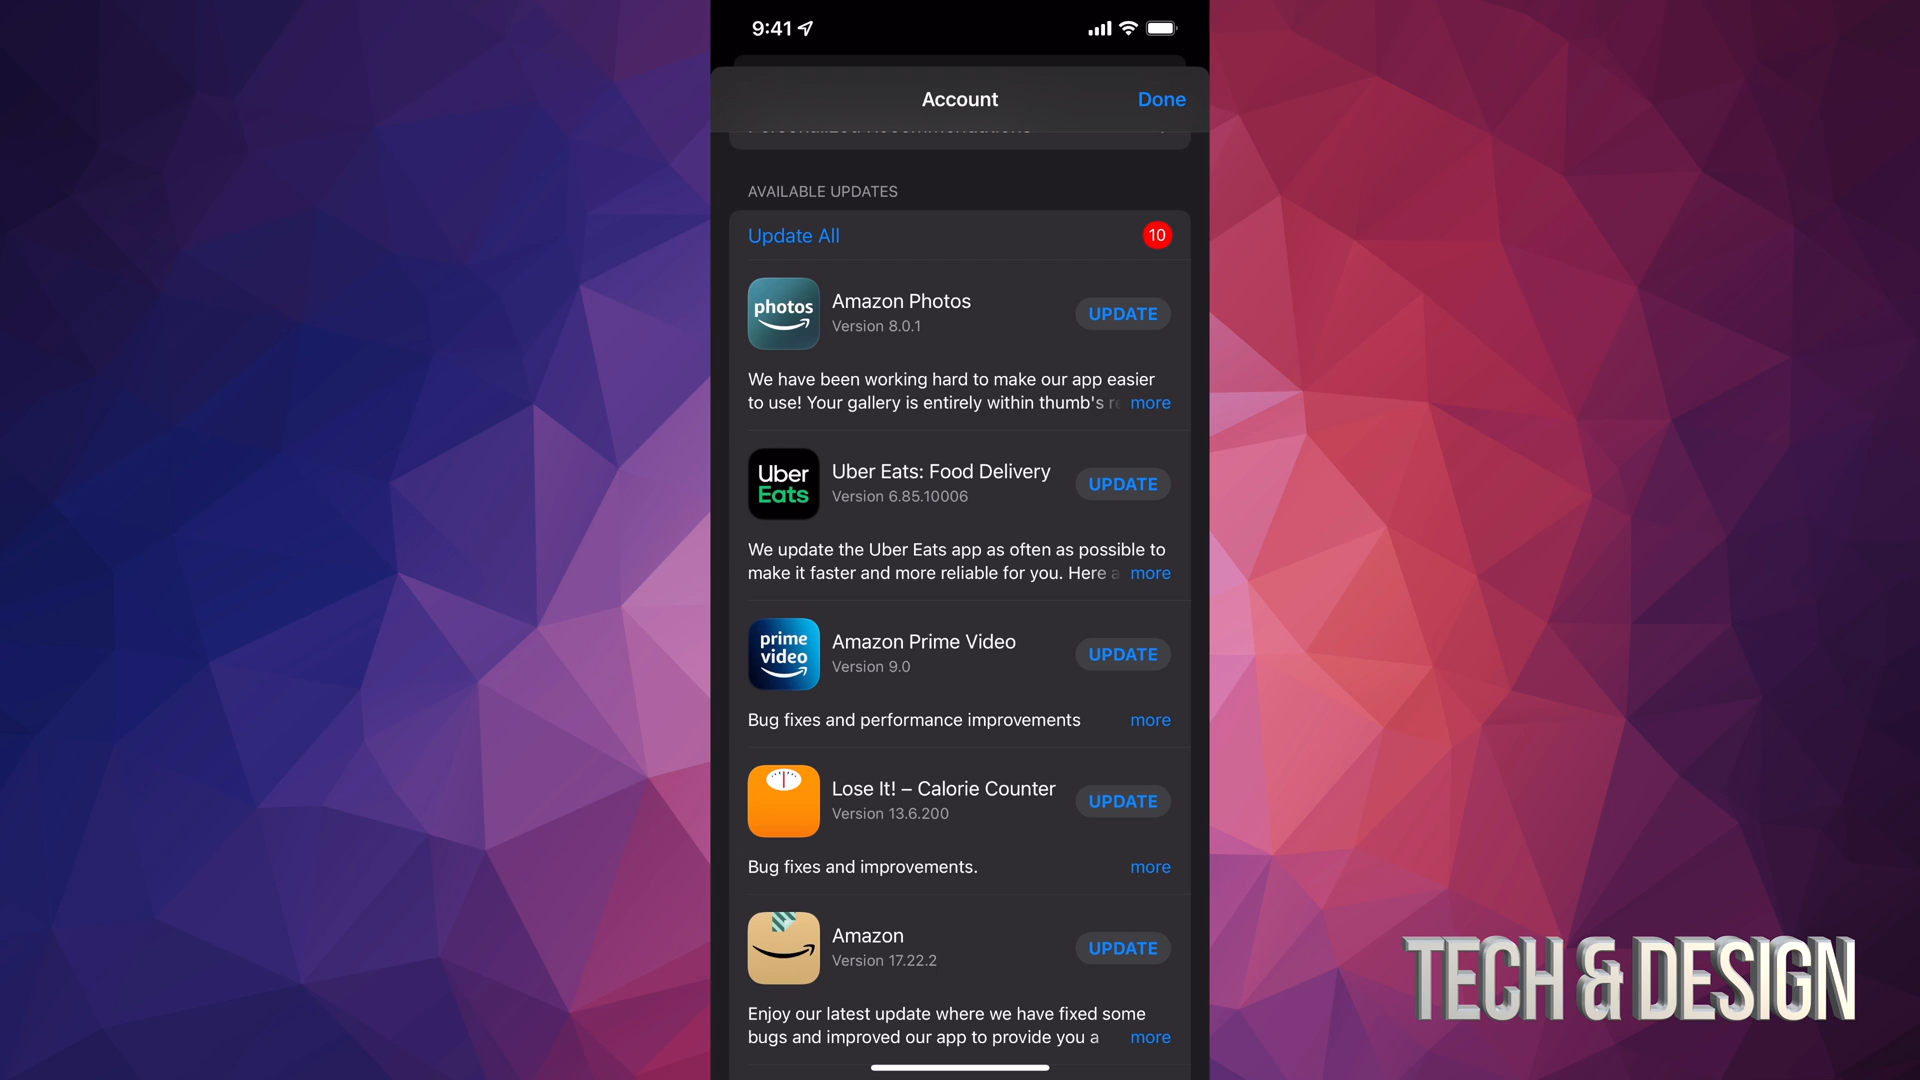 9:41
Account
Done
AVAILABLE UPDATES
Update All
10
photos
Amazon Photos
Version 8.0.1
UPDATE
We have been working hard to make our app easier
to use! Your gallery is entirely within thumb's
more
Uber
Eats
Uber Eats: Food Delivery
Version 6.85.10006
UPDATE
We update the Uber Eats app as often as possible to
make it faster and more reliable for you. Here
more
prime
video
Amazon Prime Video
Version 9.0
UPDATE
Bug fixes and performance improvements
more
Lose It! – Calorie Counter
Version 13.6.200
UPDATE
Bug fixes and improvements.
more
Amazon
Version 17.22.2
UPDATE
Enjoy our latest update where we have fixed some
bugs and improved our app to provide you a
more
TECH & DESIGN